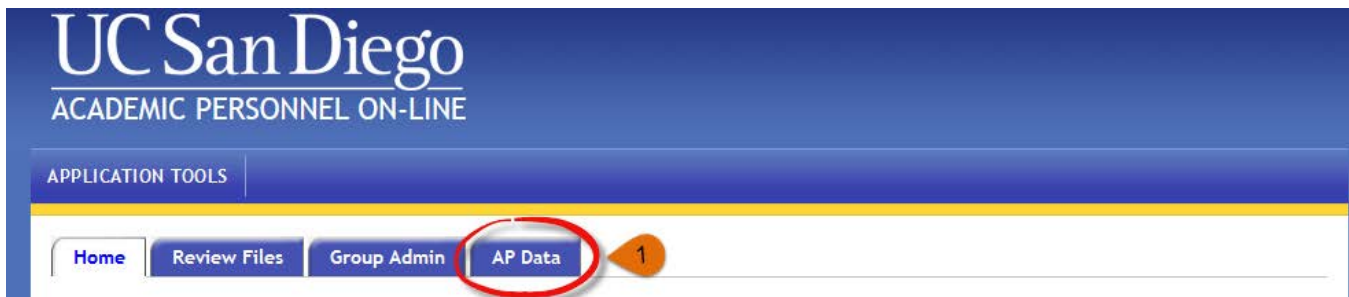 UC San Diego
ACADEMIC PERSONNEL ON-LINE
APPLICATION TOOLS
Home Review Files Group Admin AP Data 1